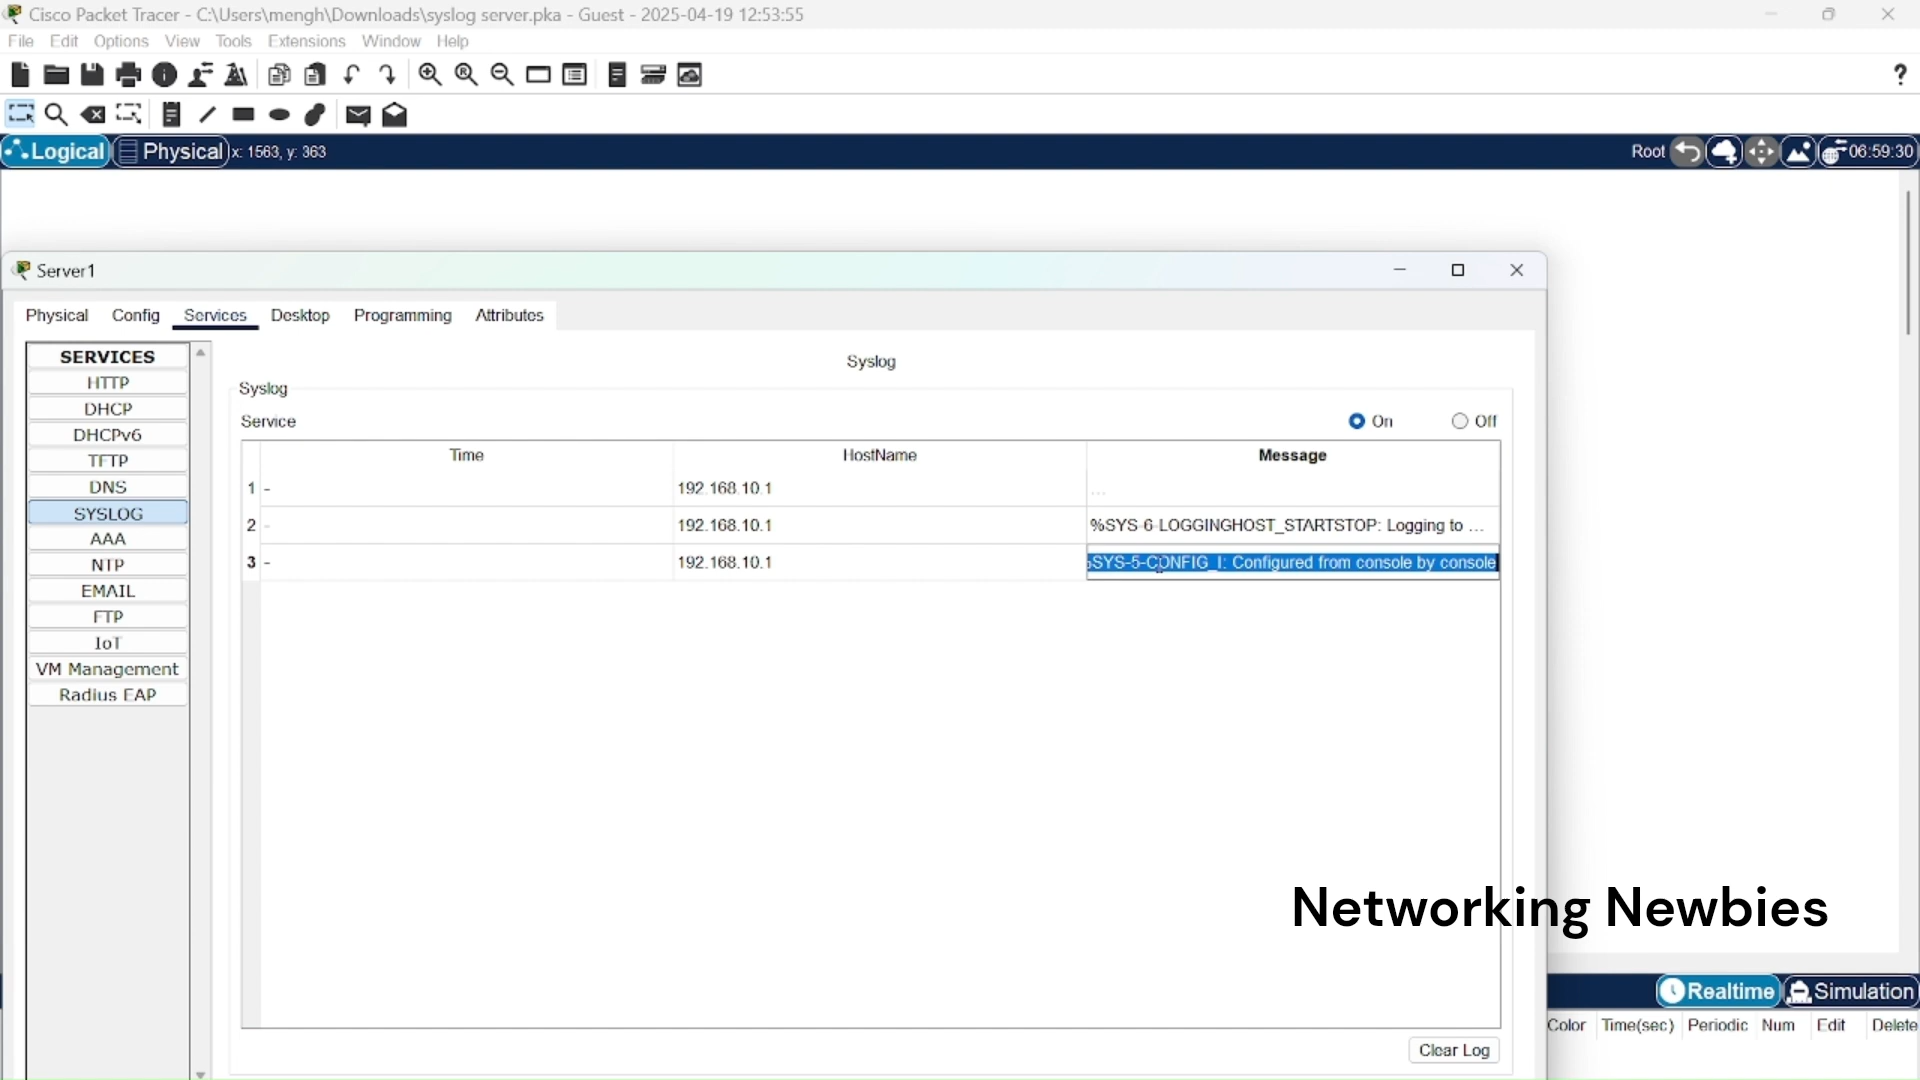 Cisco Packet Tracer - C:\Users\mengh\Downloads\syslog server.pka - Guest - 2025-04-19 12:53:55
File Edit Options View Tools Extensions Window Help
?
Logical Physical x: 1563, y: 363 Root 06:59:30
Server1
Physical Config Services Desktop Programming Attributes
SERVICES
HTTP
DHCP
DHCPv6
TFTP
DNS
SYSLOG
AAA
NTP
EMAIL
FTP
IoT
VM Management
Radius EAP
Syslog
Syslog
Service On Off
Time HostName Message
1 - 192.168.10.1 ...
2 - 192.168.10.1 %SYS-6-LOGGINGHOST_STARTSTOP: Logging to ...
3 - 192.168.10.1 SYS-5-CONFIG_I: Configured from console by console
Clear Log
Networking Newbies
Realtime Simulation
Color Time(sec) Periodic Num Edit Delete